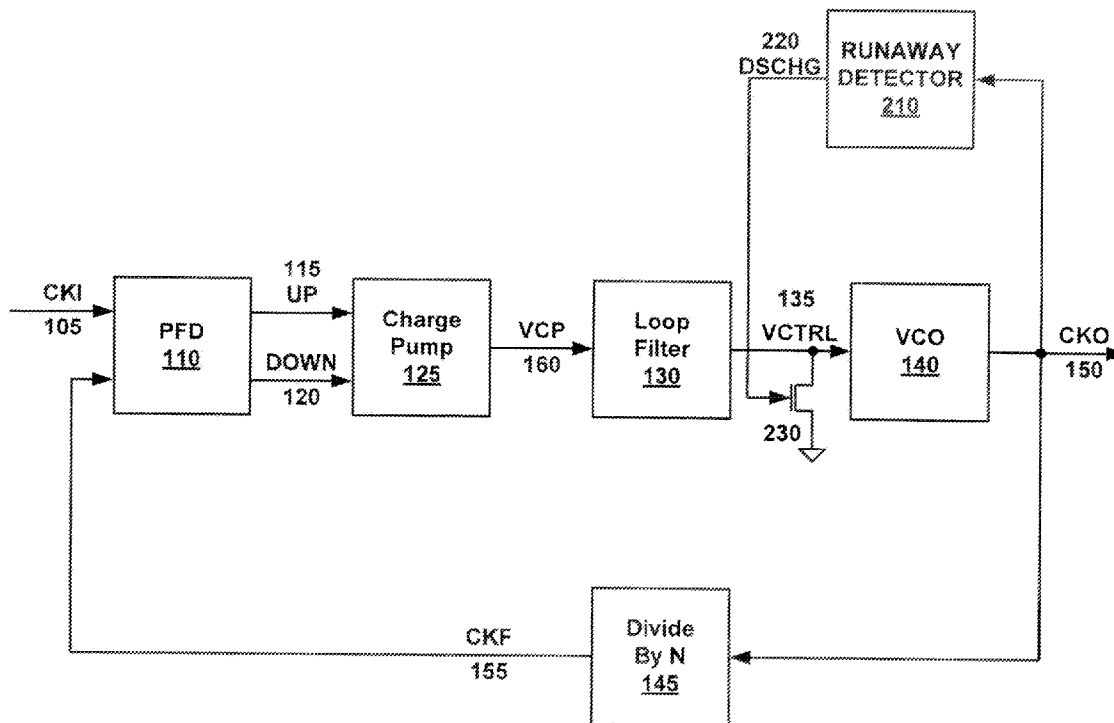 220
DSCHG
RUNAWAY
DETECTOR
210
CKI
105
PFD
110
115
UP
DOWN
120
Charge
Pump
125
VCP
160
Loop
Filter
130
135
VCTRL
230
VCO
140
CKO
150
CKF
155
Divide
By N
145